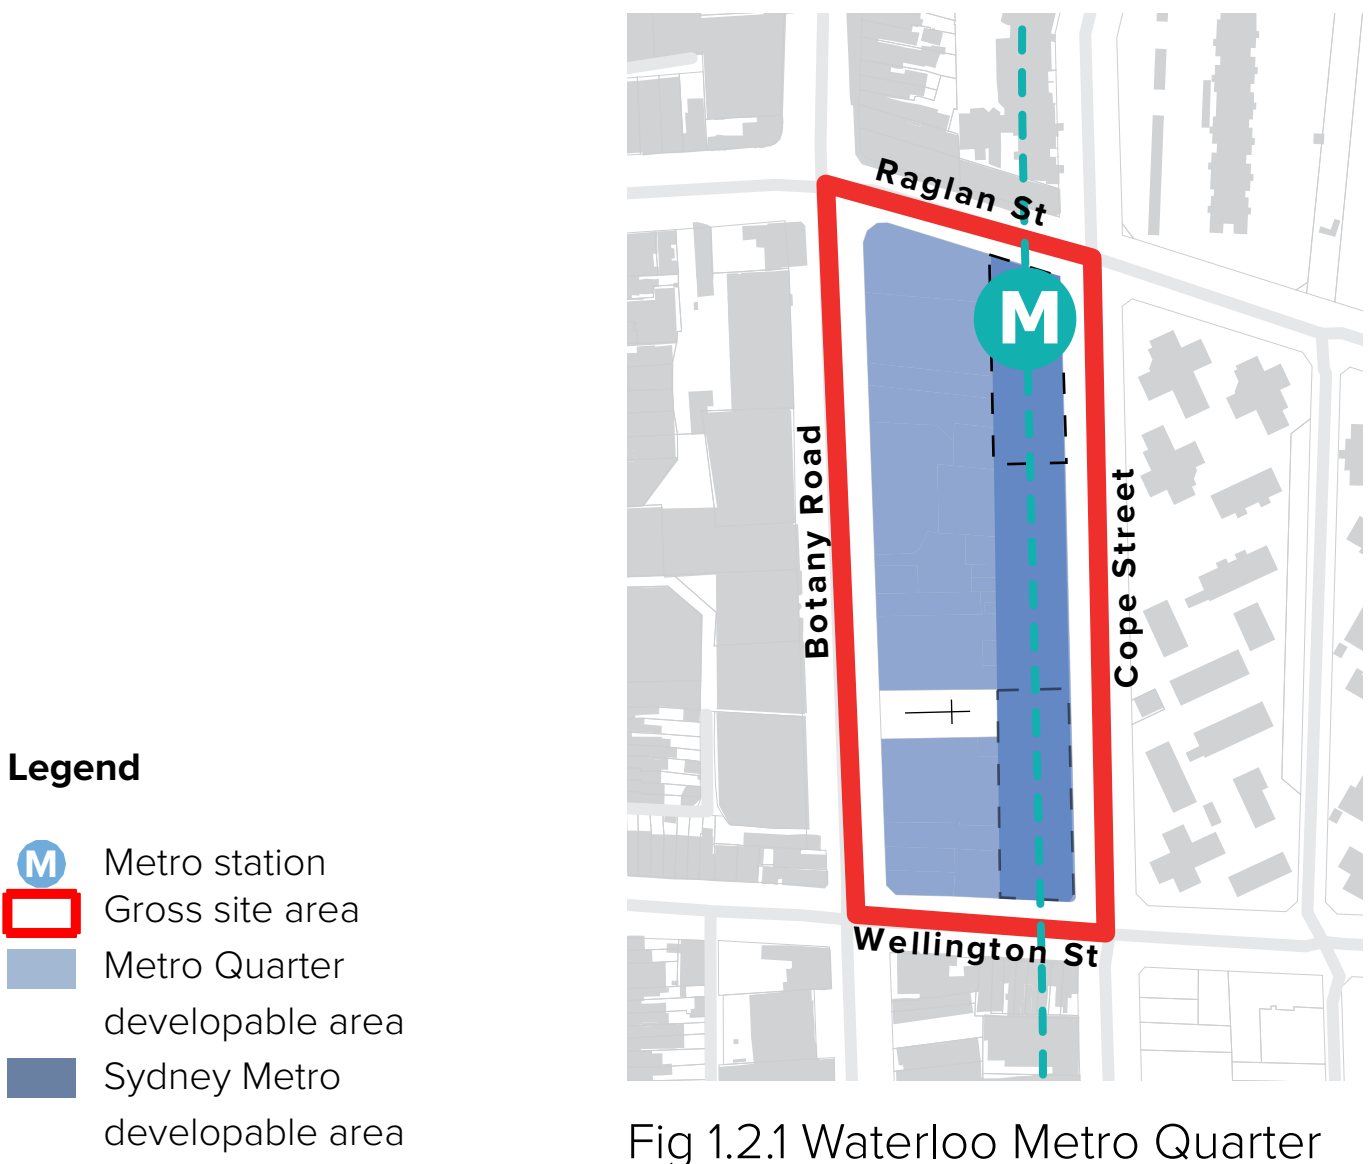 Raglan St
M
Botany Road
Cope Street
Wellington St
Legend
M Metro station
Gross site area
Metro Quarter
developable area
Sydney Metro
developable area
Fig 1.2.1 Waterloo Metro Quarter